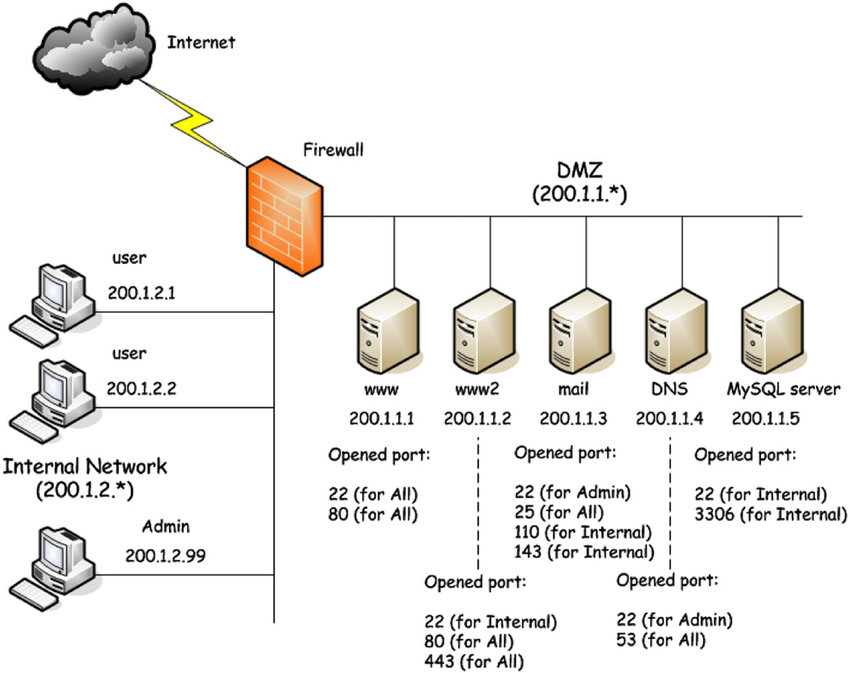 Internet
Firewall
DMZ
(200.1.1.*)
user
200.1.2.1
user
200.1.2.2
Internal Network
(200.1.2.*)
Admin
200.1.2.99
www
200.1.1.1
Opened port:
22 (for All)
80 (for All)
www2
200.1.1.2
Opened port:
22 (for Internal)
80 (for All)
443 (for All)
mail
200.1.1.3
Opened port:
22 (for Admin)
25 (for All)
110 (for Internal)
143 (for Internal)
DNS
200.1.1.4
Opened port:
22 (for Admin)
53 (for All)
MySQL server
200.1.1.5
Opened port:
22 (for Internal)
3306 (for Internal)